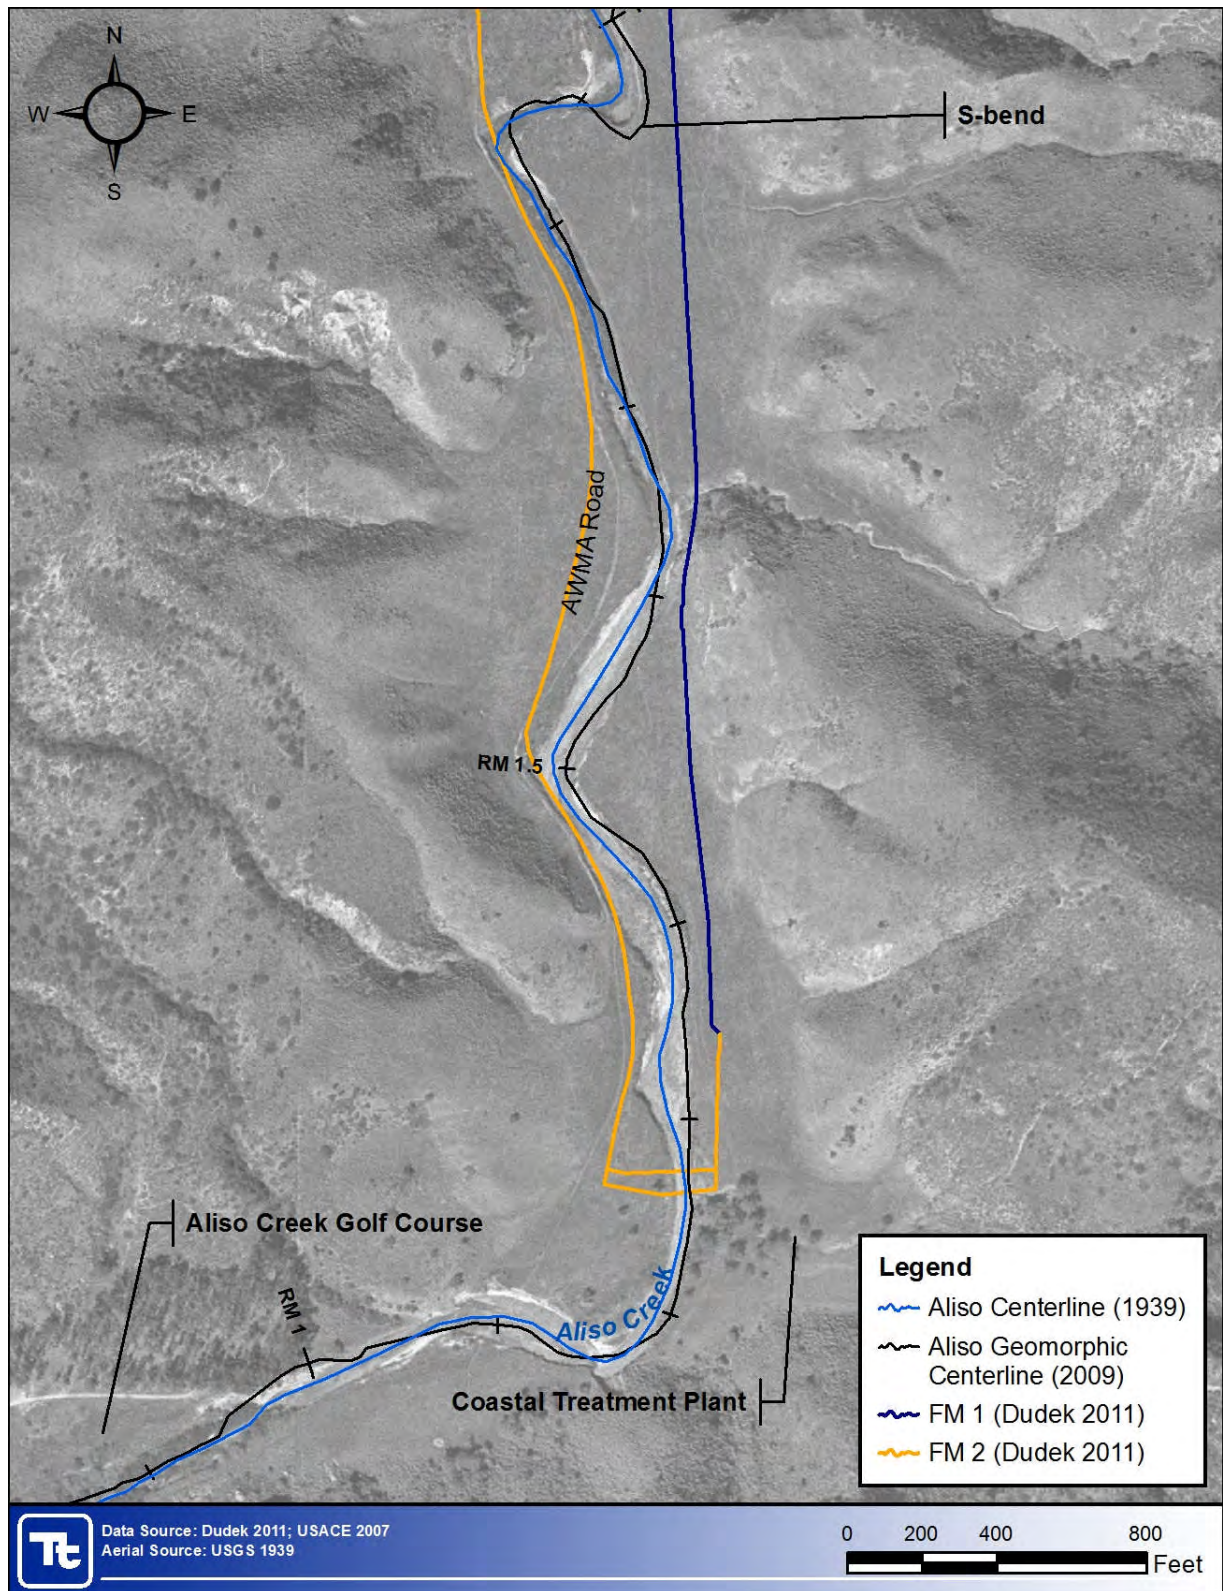 N
W E
S
S-bend
AWMA Road
RM 1.5
Aliso Creek Golf Course
RM 1
Aliso Creek
Coastal Treatment Plant
Legend
Aliso Centerline (1939)
Aliso Geomorphic
Centerline (2009)
FM 1 (Dudek 2011)
FM 2 (Dudek 2011)
Tt
Data Source: Dudek 2011; USACE 2007
Aerial Source: USGS 1939
0 200 400 800
Feet